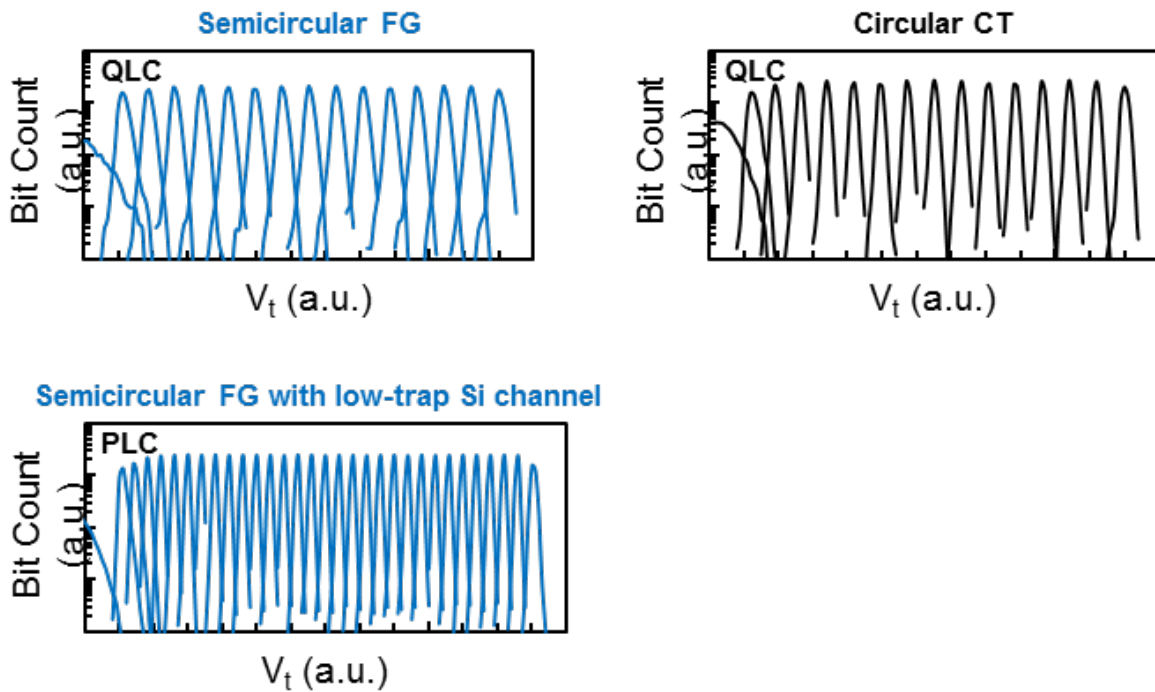 Semicircular FG
QLC
Bit Count
(a.u.)
Vₜ (a.u.)
Circular CT
QLC
Bit Count
(a.u.)
Vₜ (a.u.)
Semicircular FG with low-trap Si channel
PLC
Bit Count
(a.u.)
Vₜ (a.u.)